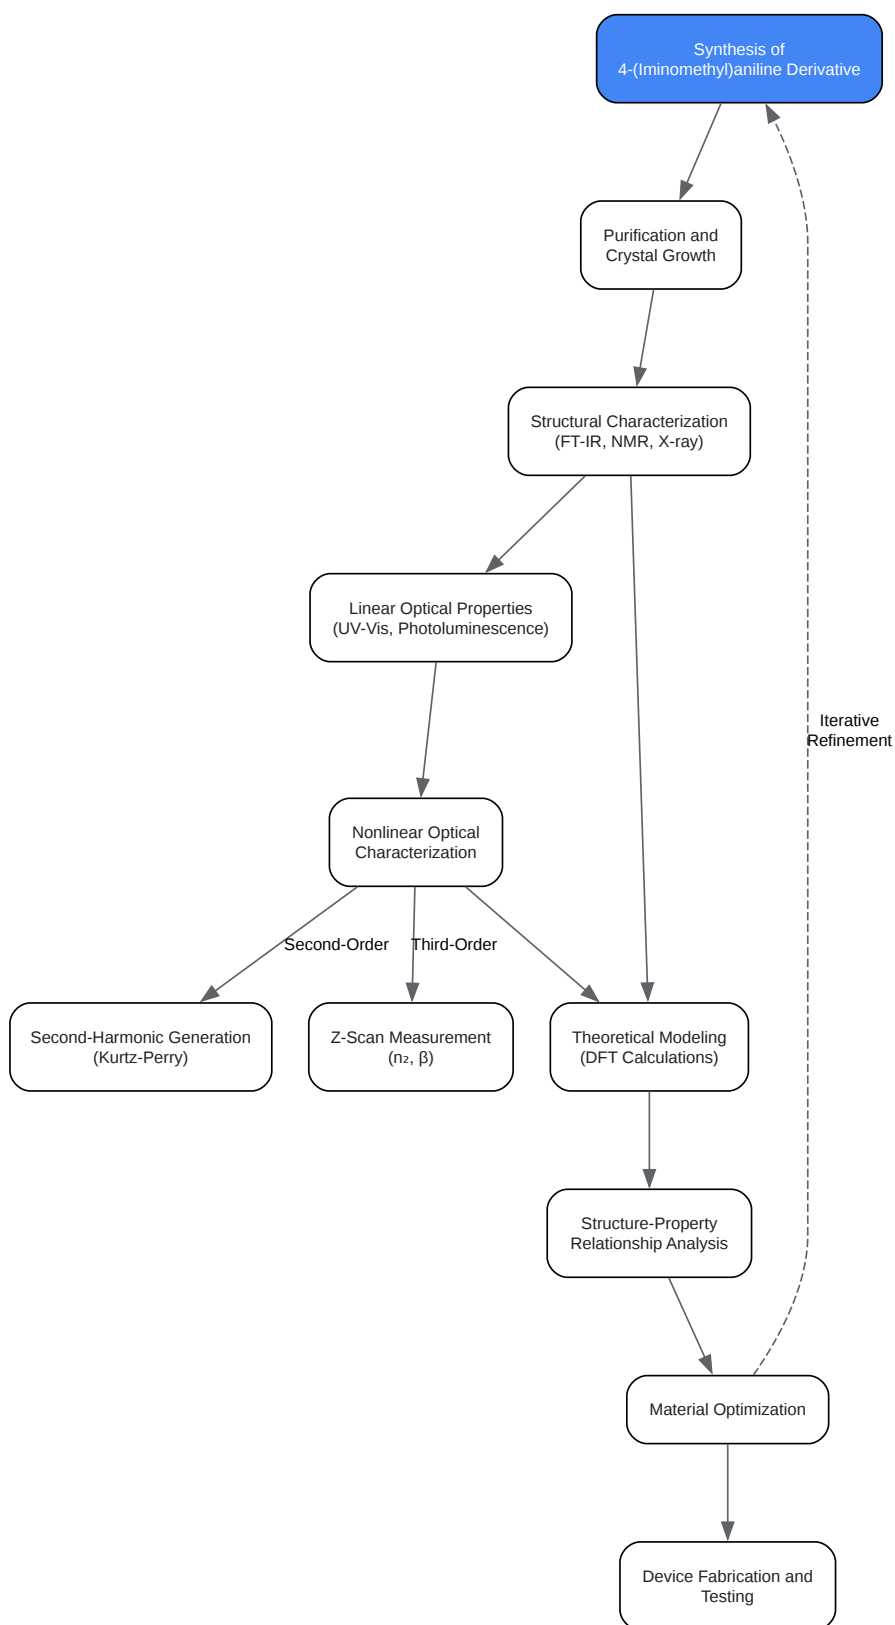 Synthesis of
4-(Iminomethyl)aniline Derivative
Purification and
Crystal Growth
Structural Characterization
(FT-IR, NMR, X-ray)
Linear Optical Properties
(UV-Vis, Photoluminescence)
Iterative
Refinement
Nonlinear Optical
Characterization
Second-Order
Third-Order
Second-Harmonic Generation
(Kurtz-Perry)
Z-Scan Measurement
(n₂, β)
Theoretical Modeling
(DFT Calculations)
Structure-Property
Relationship Analysis
Material Optimization
Device Fabrication and
Testing